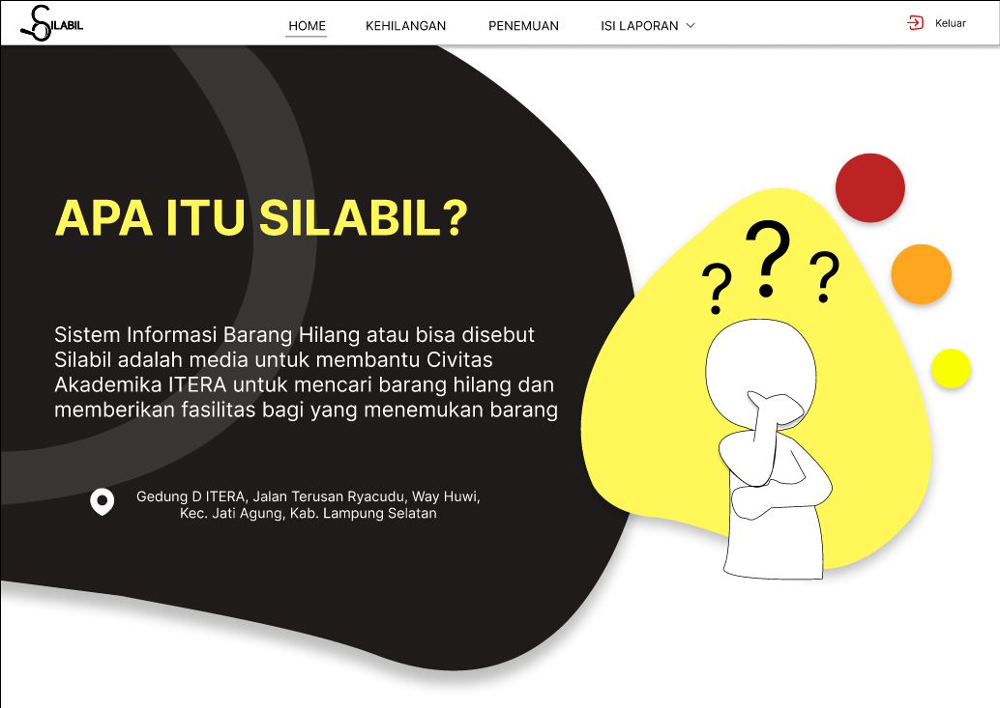 SILABIL
HOME
KEHILANGAN
PENEMUAN
ISI LAPORAN
Keluar
APA ITU SILABIL?
Sistem Informasi Barang Hilang atau bisa disebut
Silabil adalah media untuk membantu Civitas
Akademika ITERA untuk mencari barang hilang dan
memberikan fasilitas bagi yang menemukan barang
Gedung D ITERA, Jalan Terusan Ryacudu, Way Huwi,
Kec. Jati Agung, Kab. Lampung Selatan
? ? ?